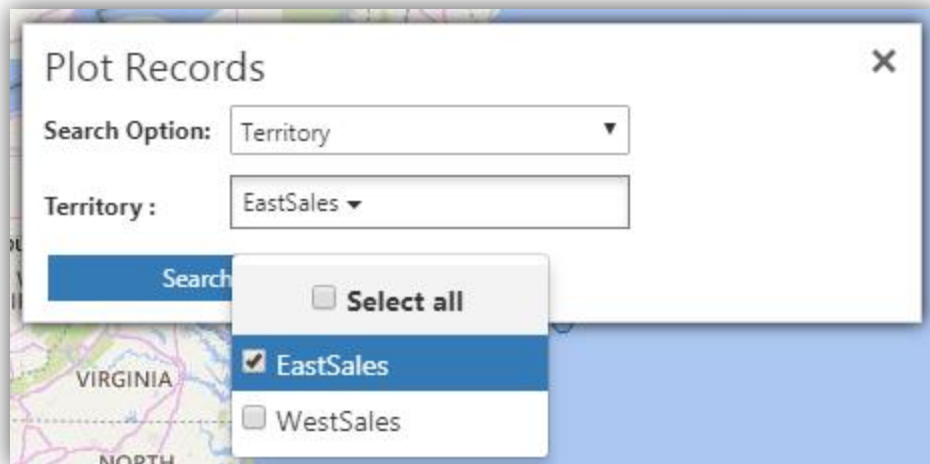 Plot Records
Search Option: Territory
Territory : EastSales
Search
Select all
EastSales
WestSales
VIRGINIA
NORTH